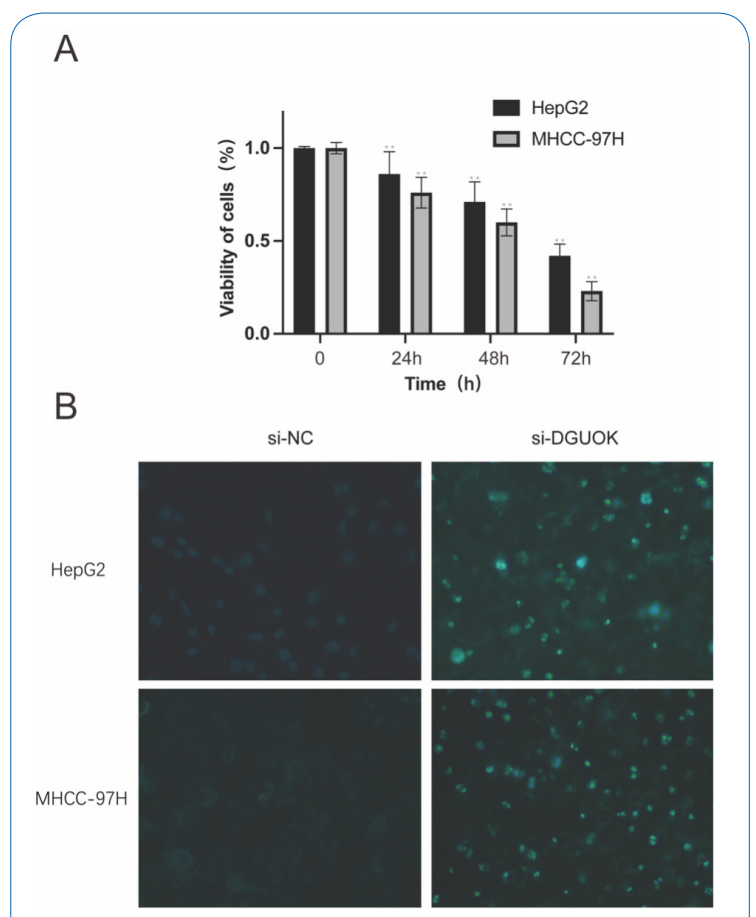 A
HepG2
MHCC-97H
Viability of cells (%)
1.0
0.5
0.0
** ** ** ** ** **
0 24h 48h 72h
Time (h)
B
si-NC si-DGUOK
HepG2
MHCC-97H